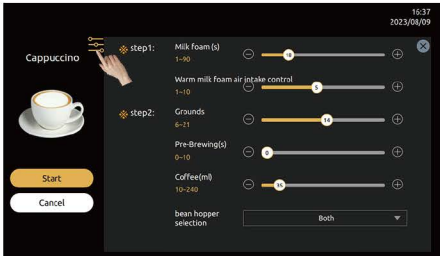 16:37
2023/08/09
Cappuccino
step1:
Milk foam (s)
1~90
18
Warm milk foam air intake control
1~10
5
step2:
Grounds
6~21
14
Pre-Brewing(s)
0~10
0
Coffee(ml)
10~240
35
Start
Cancel
bean hopper
selection
Both